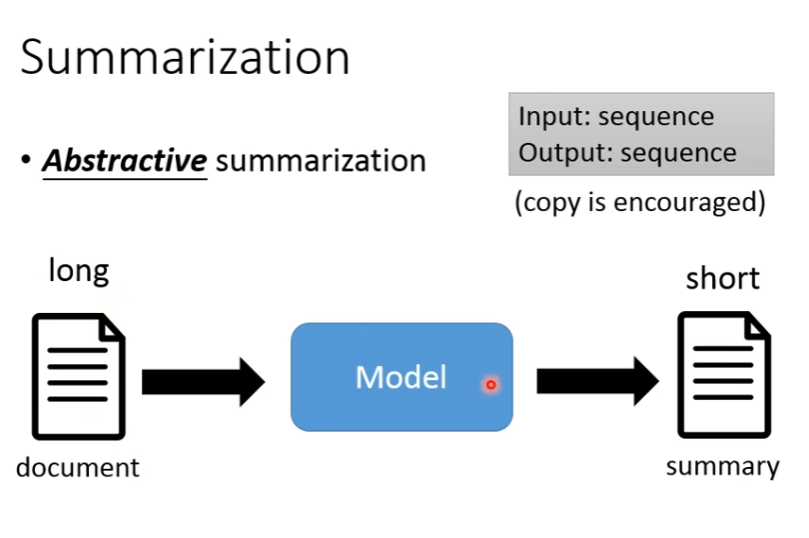 Summarization
• Abstractive summarization
Input: sequence
Output: sequence
(copy is encouraged)
long
short
Model
document
summary